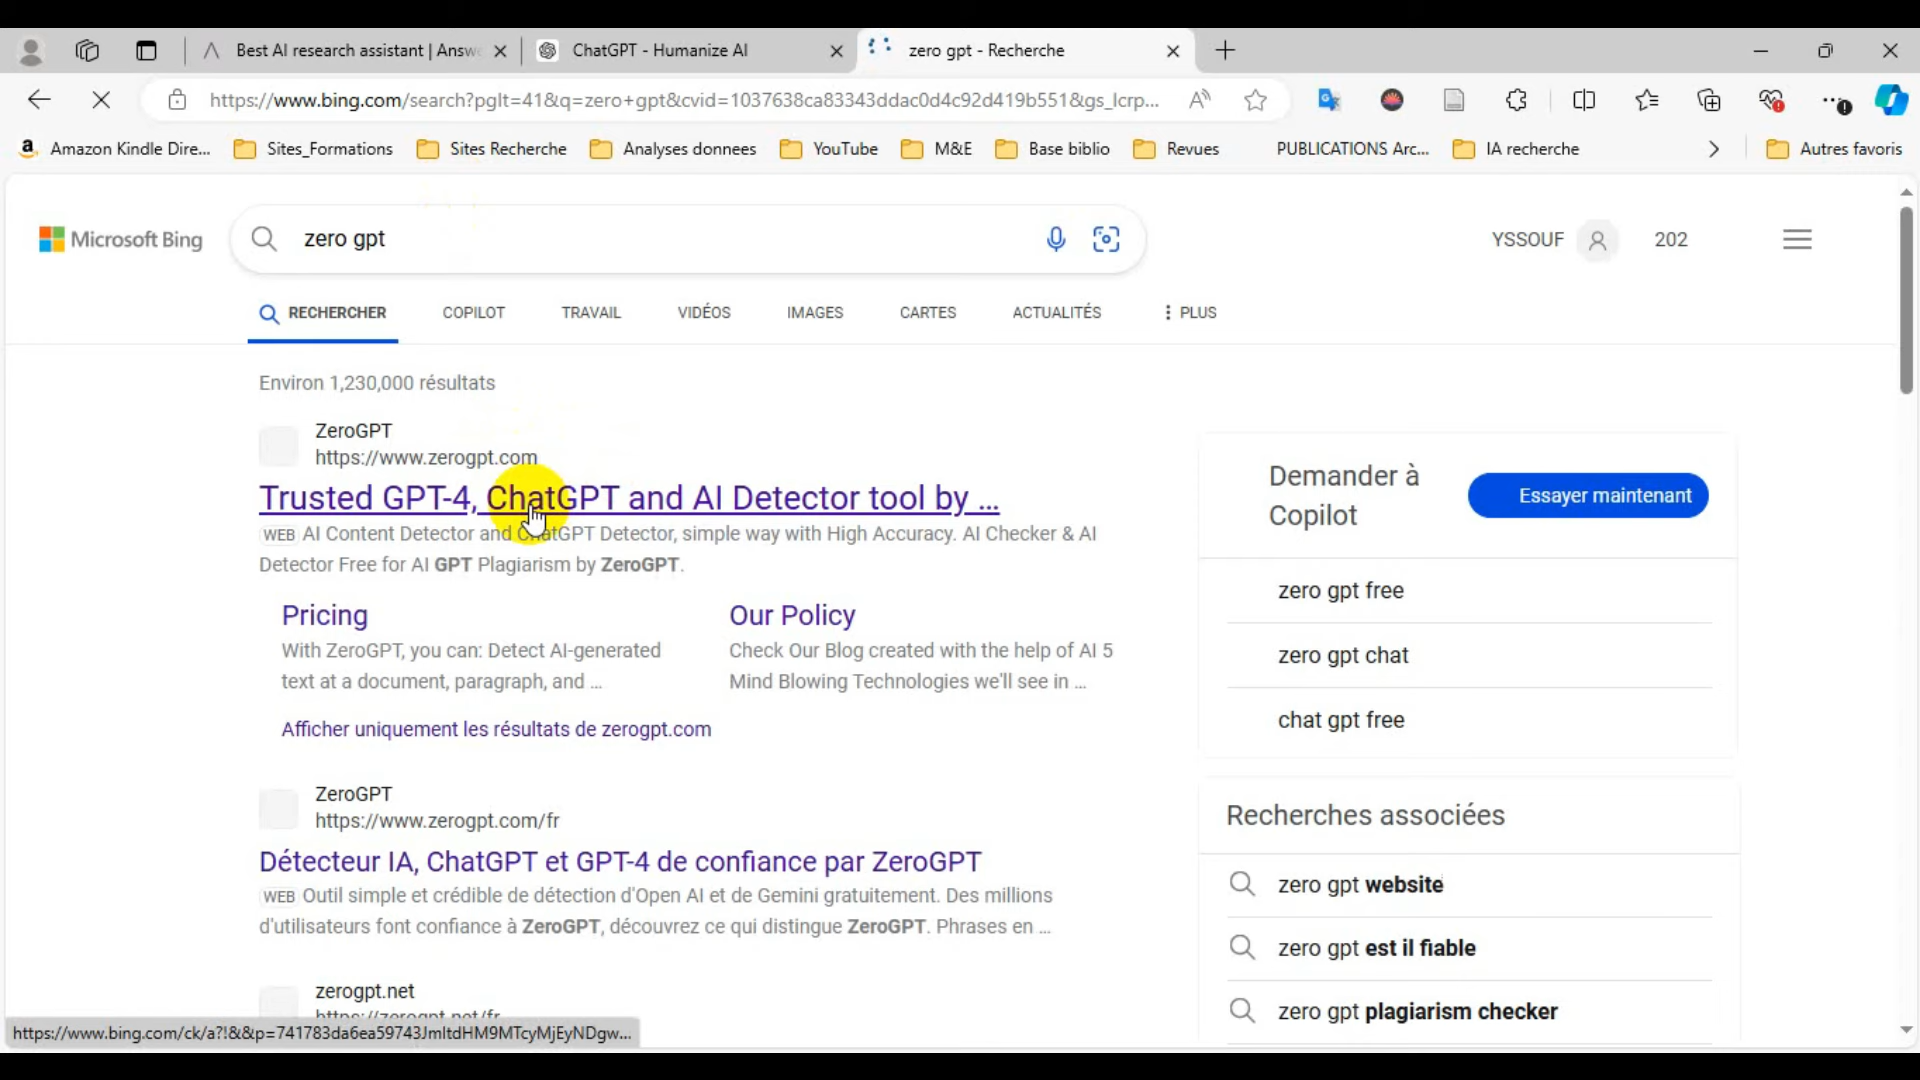 Best AI research assistant | Answ
ChatGPT - Humanize AI
zero gpt - Recherche
https://www.bing.com/search?pglt=41&q=zero+gpt&cvid=1037638ca83343ddac0d4c92d419b551&gs_lcrp...
Amazon Kindle Dire...
Sites_Formations
Sites Recherche
Analyses donnees
YouTube
M&E
Base biblio
Revues
PUBLICATIONS Arc...
IA recherche
Autres favoris
Microsoft Bing
zero gpt
YSSOUF
202
RECHERCHER
COPILOT
TRAVAIL
VIDÉOS
IMAGES
CARTES
ACTUALITÉS
PLUS
Environ 1,230,000 résultats
ZeroGPT
https://www.zerogpt.com
Trusted GPT-4, ChatGPT and AI Detector tool by ...
WEB AI Content Detector and ChatGPT Detector, simple way with High Accuracy. AI Checker & AI
Detector Free for AI GPT Plagiarism by ZeroGPT.
Pricing
With ZeroGPT, you can: Detect AI-generated
text at a document, paragraph, and ...
Our Policy
Check Our Blog created with the help of AI 5
Mind Blowing Technologies we'll see in ...
Afficher uniquement les résultats de zerogpt.com
ZeroGPT
https://www.zerogpt.com/fr
Détecteur IA, ChatGPT et GPT-4 de confiance par ZeroGPT
WEB Outil simple et crédible de détection d'Open AI et de Gemini gratuitement. Des millions
d'utilisateurs font confiance à ZeroGPT, découvrez ce qui distingue ZeroGPT. Phrases en ...
zerogpt.net
https://zerogpt.net/fr
Demander à
Copilot
Essayer maintenant
zero gpt free
zero gpt chat
chat gpt free
Recherches associées
zero gpt website
zero gpt est il fiable
zero gpt plagiarism checker
https://www.bing.com/ck/a?!&&p=741783da6ea59743JmltdHM9MTcyMjEyNDgw...